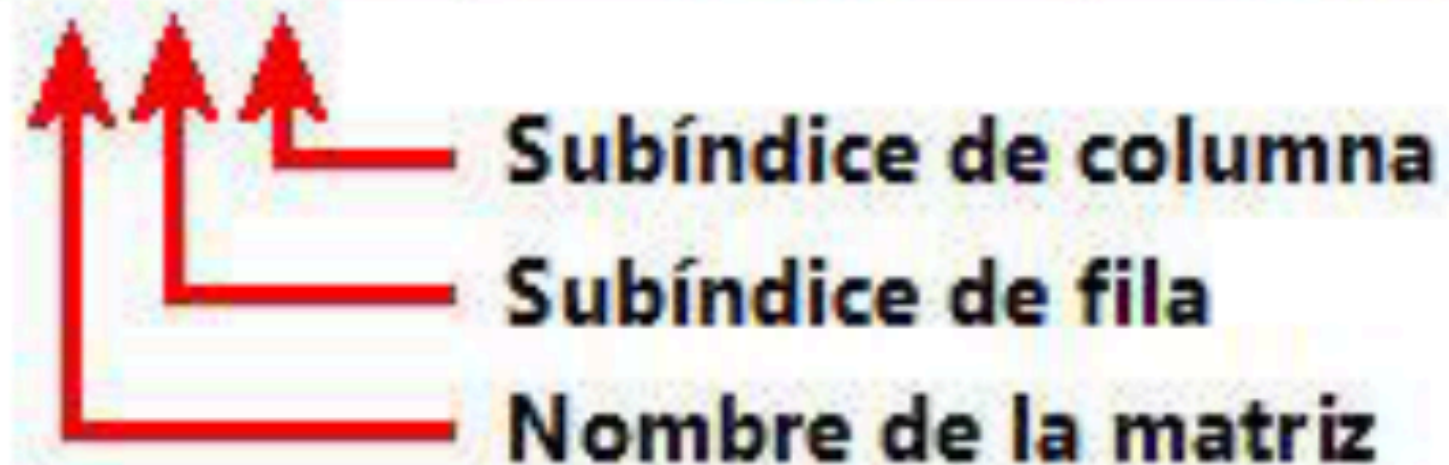 Subíndice de columna
Subíndice de fila
Nombre de la matriz